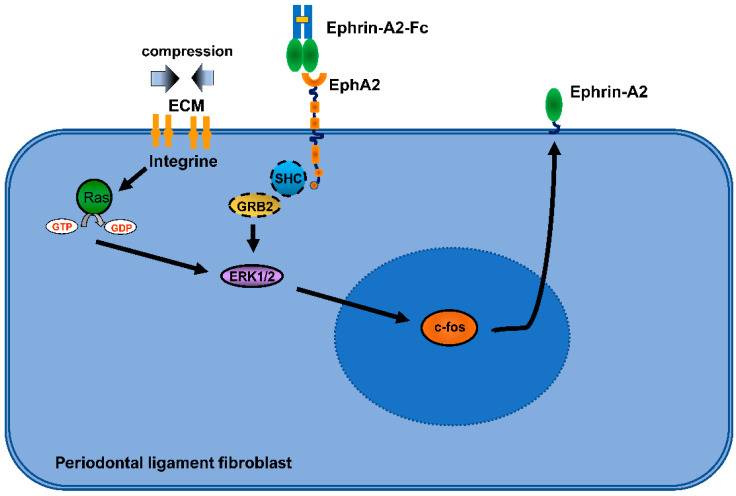 Ephrin-A2-Fc
compression
EphA2
Ephrin-A2
ECM
Integrine
SHC
Ras
GRB2
GTP
GDP
ERK1/2
c-fos
Periodontal ligament fibroblast